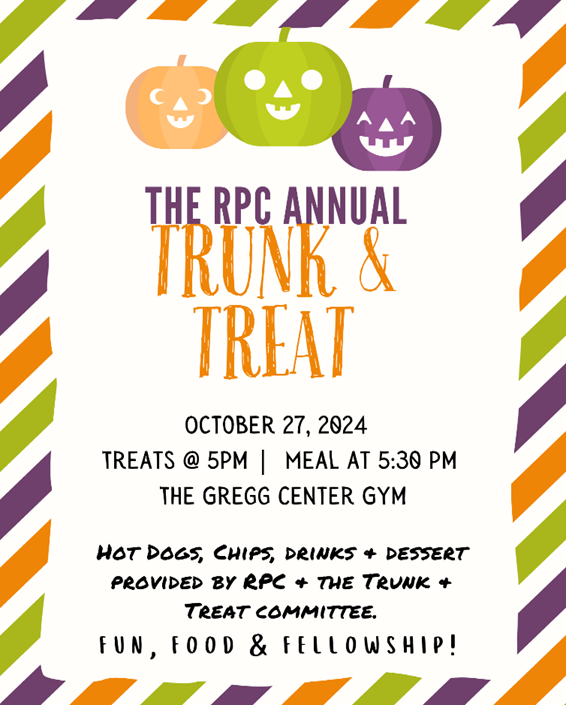 THE RPC ANNUAL
TRUNK &
TREAT
OCTOBER 27, 2024
TREATS @ 5PM | MEAL AT 5:30 PM
THE GREGG CENTER GYM
HOT DOGS, CHIPS, DRINKS + DESSERT
PROVIDED BY RPC + THE TRUNK +
TREAT COMMITTEE.
FUN, FOOD & FELLOWSHIP!